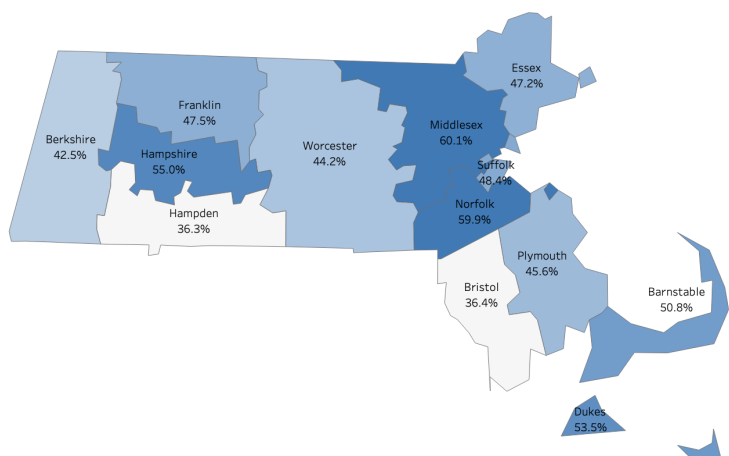 Essex
47.2%
Franklin
47.5%
Middlesex
60.1%
Berkshire
42.5%
Hampshire
55.0%
Worcester
44.2%
Suffolk
48.4%
Norfolk
59.9%
Hampden
36.3%
Plymouth
45.6%
Bristol
36.4%
Barnstable
50.8%
Dukes
53.5%